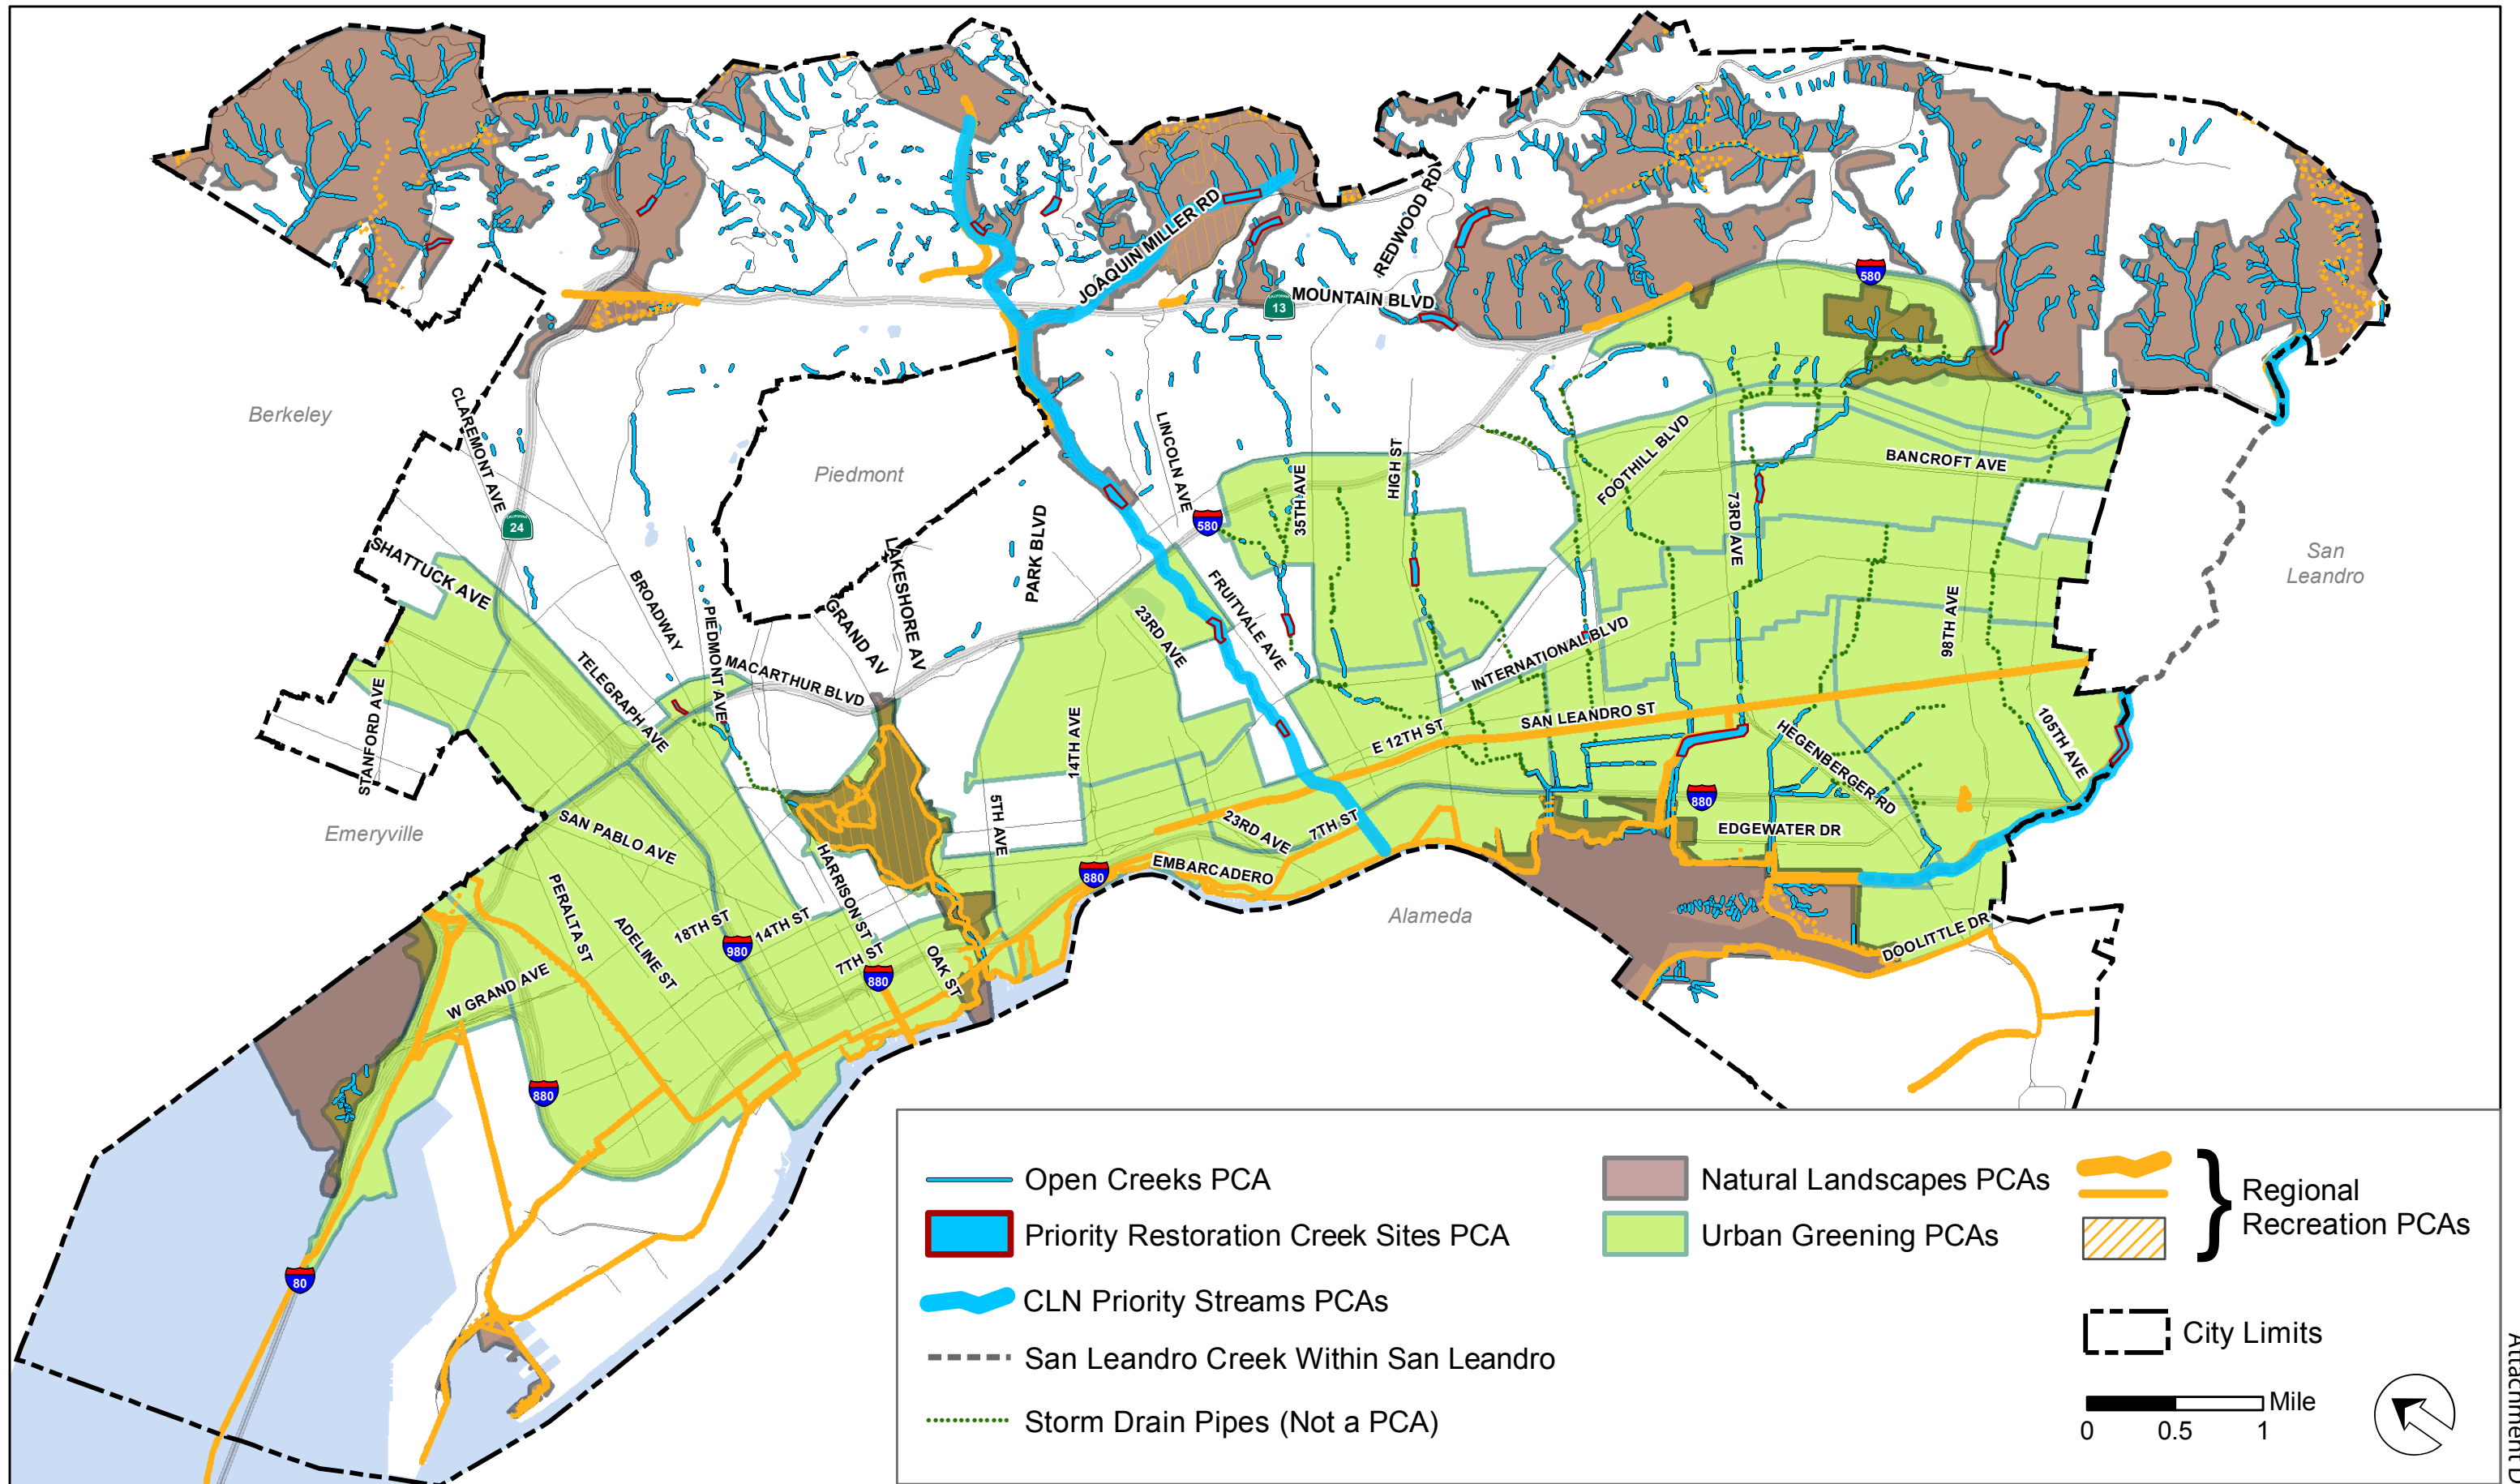 JOAQUIN MILLER RD
REDWOOD RD
MOUNTAIN BLVD
CALIFORNIA
13
580
Berkeley
CLAREMONT AVE
Piedmont
LINCOLN AVE
35TH AVE
HIGH ST
FOOTHILL BLVD
BANCROFT AVE
CALIFORNIA
24
580
73RD AVE
San
Leandro
SHATTUCK AVE
BROADWAY
PIEDMONT AVE
GRAND AV
LAKESHORE AV
PARK BLVD
23RD AVE
FRUITVALE AVE
INTERNATIONAL BLVD
98TH AVE
TELEGRAPH AVE
MACARTHUR BLVD
STANFORD AVE
14TH AVE
E 12TH ST
SAN LEANDRO ST
HEGENBERGER RD
105TH AVE
Emeryville
SAN PABLO AVE
5TH AVE
23RD AVE
7TH ST
880
EDGEWATER DR
HARRISON ST
880
EMBARCADERO
PERALTA ST
ADELINE ST
18TH ST
980
14TH ST
7TH ST
880
OAK ST
Alameda
DOOLITTLE DR
W GRAND AVE
880
80
Open Creeks PCA
Priority Restoration Creek Sites PCA
CLN Priority Streams PCAs
San Leandro Creek Within San Leandro
Storm Drain Pipes (Not a PCA)
Natural Landscapes PCAs
Urban Greening PCAs
Regional
Recreation PCAs
City Limits
Mile
0 0.5 1
Attachment D